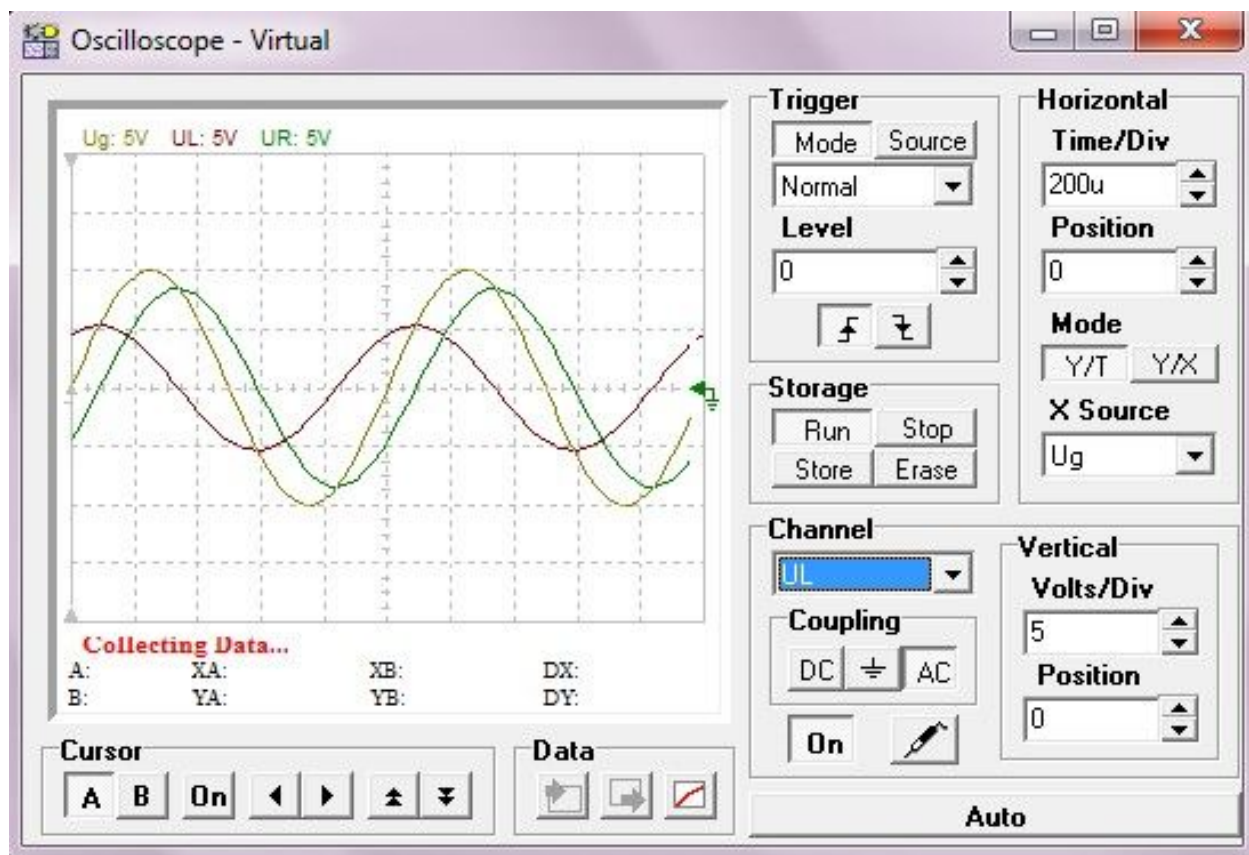 Oscilloscope - Virtual
Ug: 5V UL: 5V UR: 5V
Collecting Data...
A: XA: XB: DX:
B: YA: YB: DY:
Cursor
A B On
Data
Trigger
Mode Source
Normal
Level
0
Storage
Run Stop
Store Erase
Horizontal
Time/Div
200u
Position
0
Mode
Y/T Y/X
X Source
Ug
Channel
UL
Coupling
DC AC
On
Vertical
Volts/Div
5
Position
0
Auto